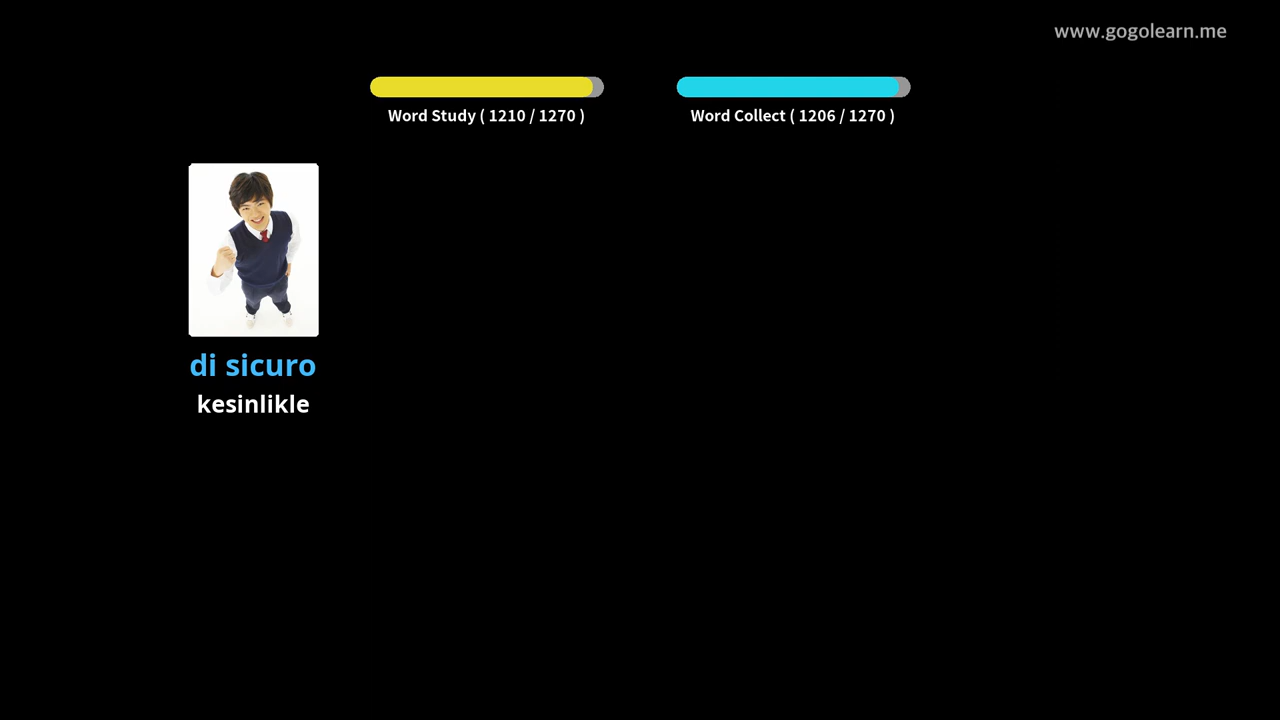 www.gogolearn.me
Word Study ( 1210 / 1270 )
Word Collect ( 1206 / 1270 )
di sicuro
kesinlikle